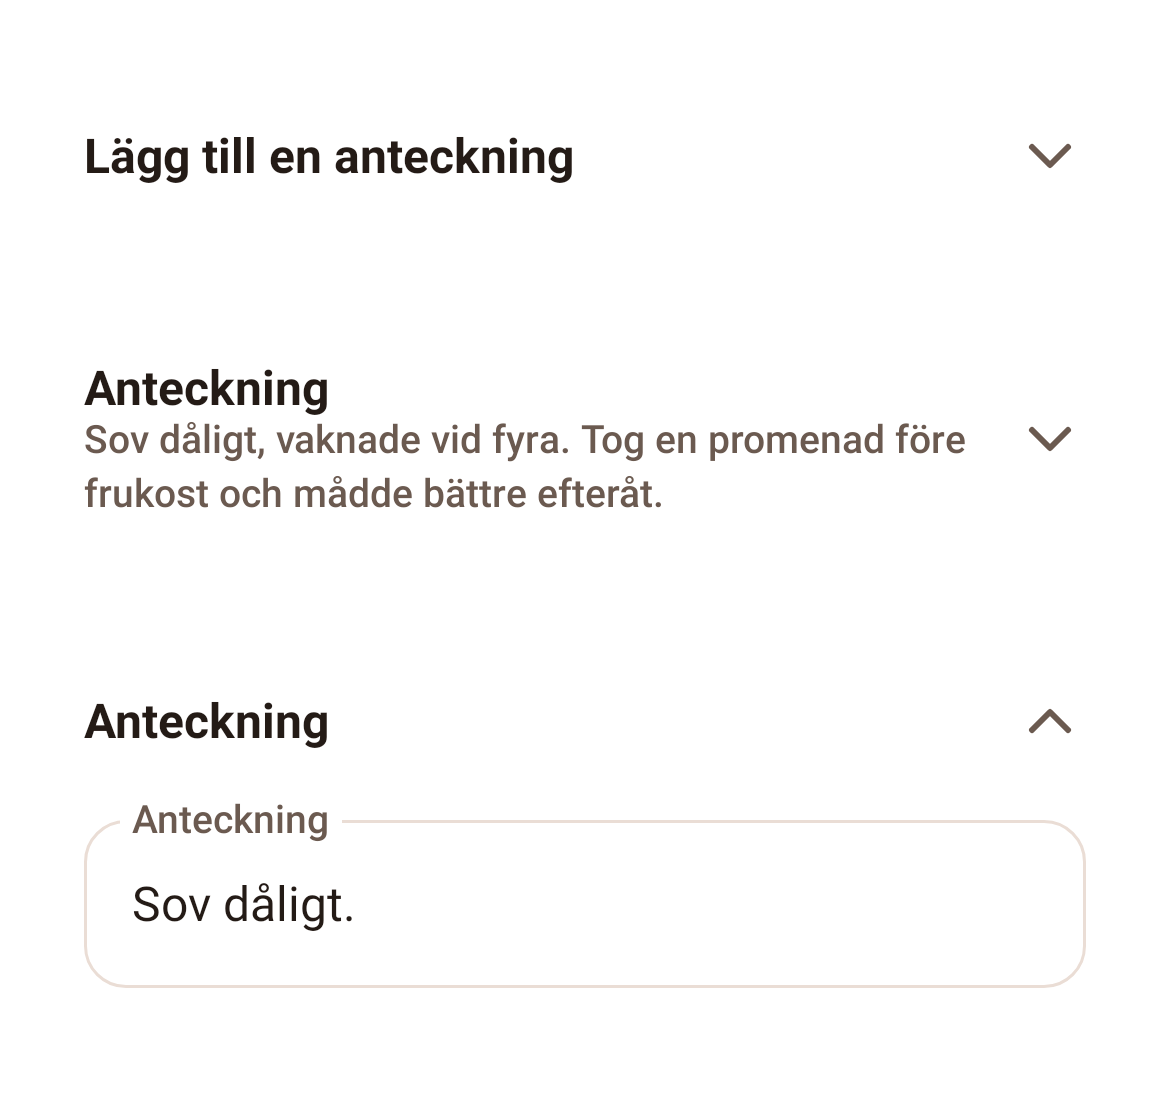 Lägg till en anteckning
Anteckning
Sov dåligt, vaknade vid fyra. Tog en promenad före
frukost och mådde bättre efteråt.
Anteckning
Anteckning
Sov dåligt.